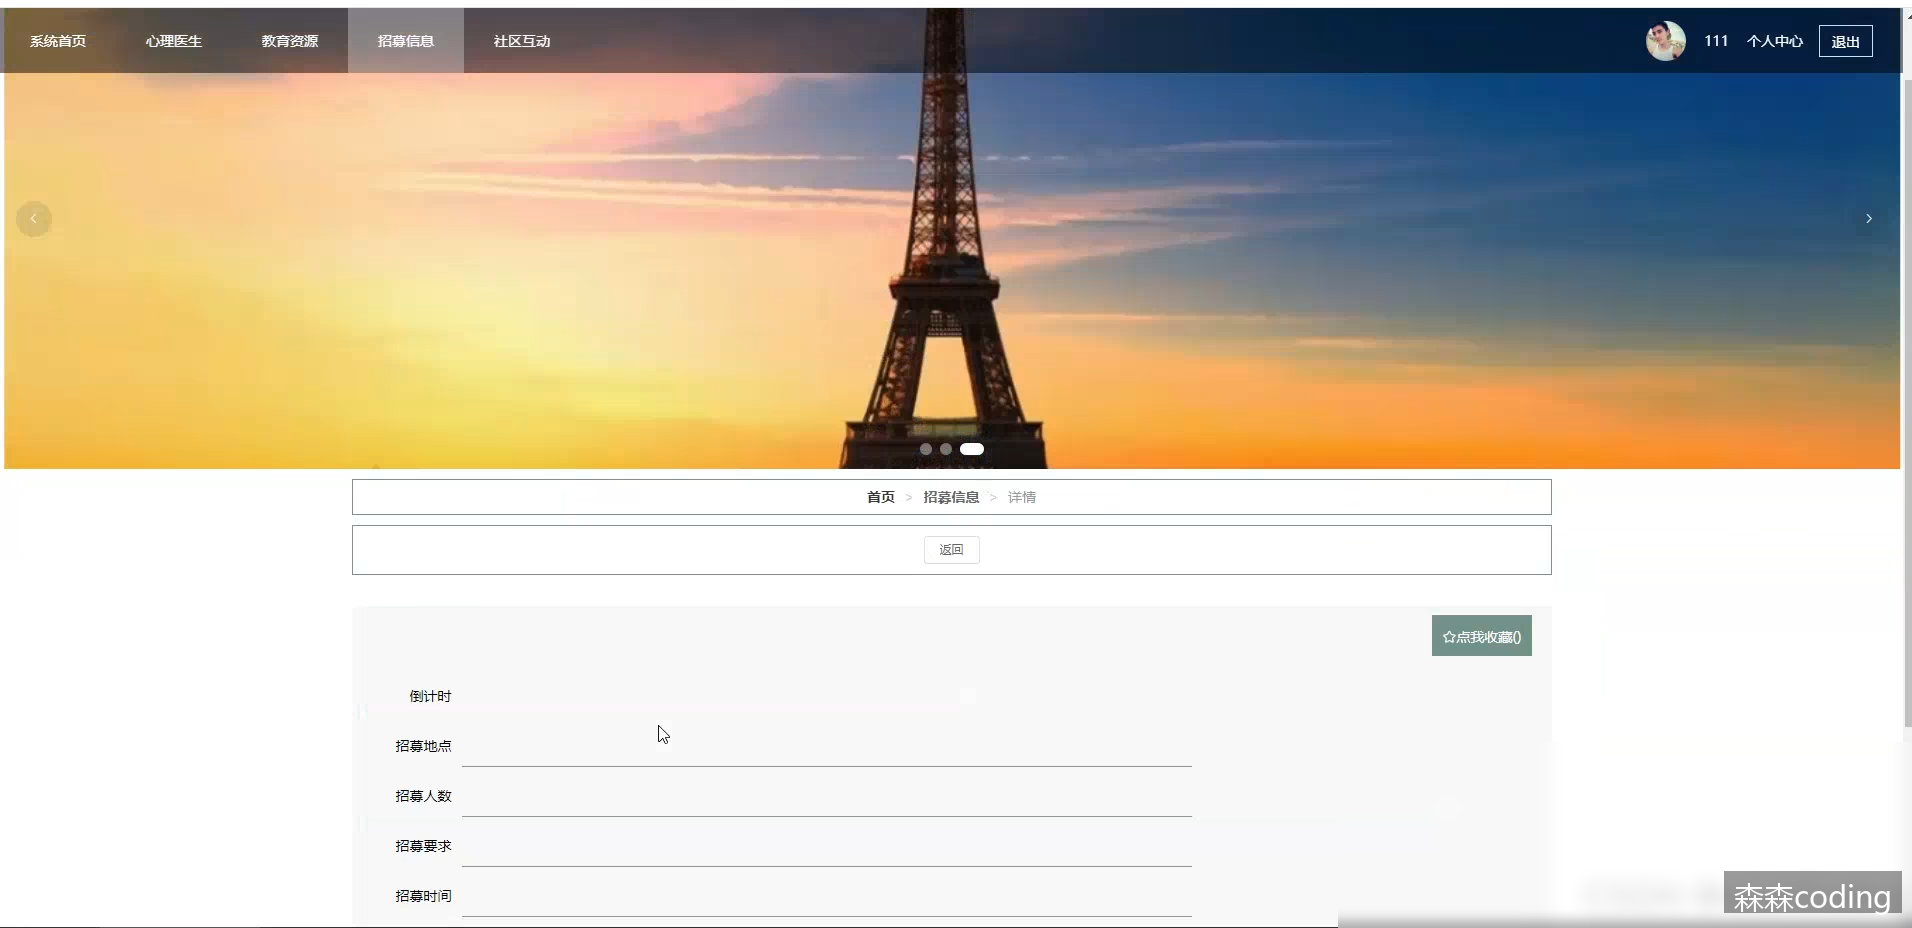 系统首页 心理医生 教育资源 招募信息 社区互动 111 个人中心 退出
首页 > 招募信息 > 详情
返回
☆点我收藏()
倒计时
招募地点
招募人数
招募要求
招募时间
森森coding